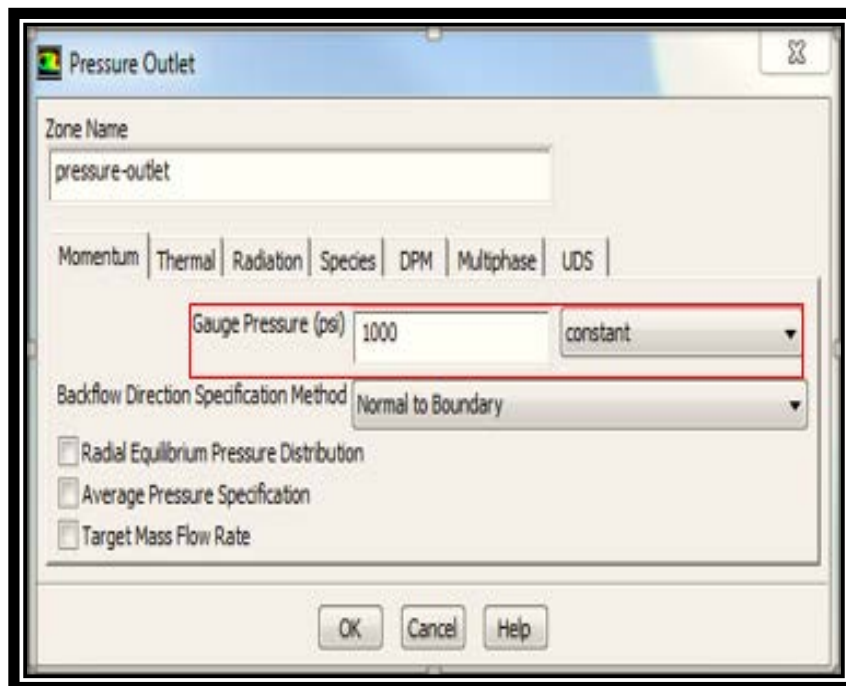 Pressure Outlet
Zone Name
pressure-outlet
Momentum Thermal Radiation Species DPM Multiphase UDS
Gauge Pressure (psi) 1000 constant
Backflow Direction Specification Method Normal to Boundary
Radial Equilibrium Pressure Distribution
Average Pressure Specification
Target Mass Flow Rate
OK Cancel Help